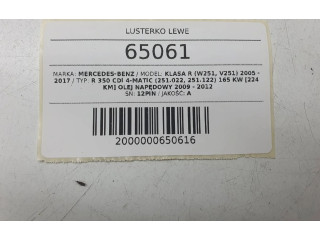 LUSTERKO LEWE
65061
MARKA: MERCEDES-BENZ / MODEL: KLASA R (W251, V251) 2005 -
2017 / TYP: R 350 CDI 4-MATIC (251.022, 251.122) 165 KW [224
KM] OLEJ NAPĘDOWY 2009 - 2012
SN: 12PIN / JAKOŚĆ: A
2000000650616